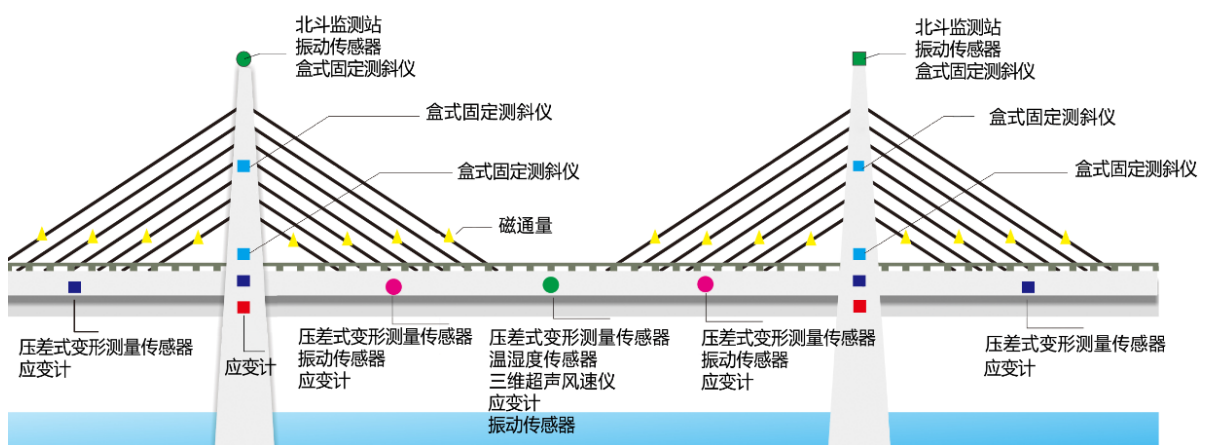 北斗监测站
振动传感器
盒式固定测斜仪
北斗监测站
振动传感器
盒式固定测斜仪
盒式固定测斜仪
盒式固定测斜仪
盒式固定测斜仪
盒式固定测斜仪
磁通量
压差式变形测量传感器
应变计
应变计
压差式变形测量传感器
振动传感器
应变计
压差式变形测量传感器
温湿度传感器
三维超声风速仪
应变计
振动传感器
压差式变形测量传感器
振动传感器
应变计
压差式变形测量传感器
应变计